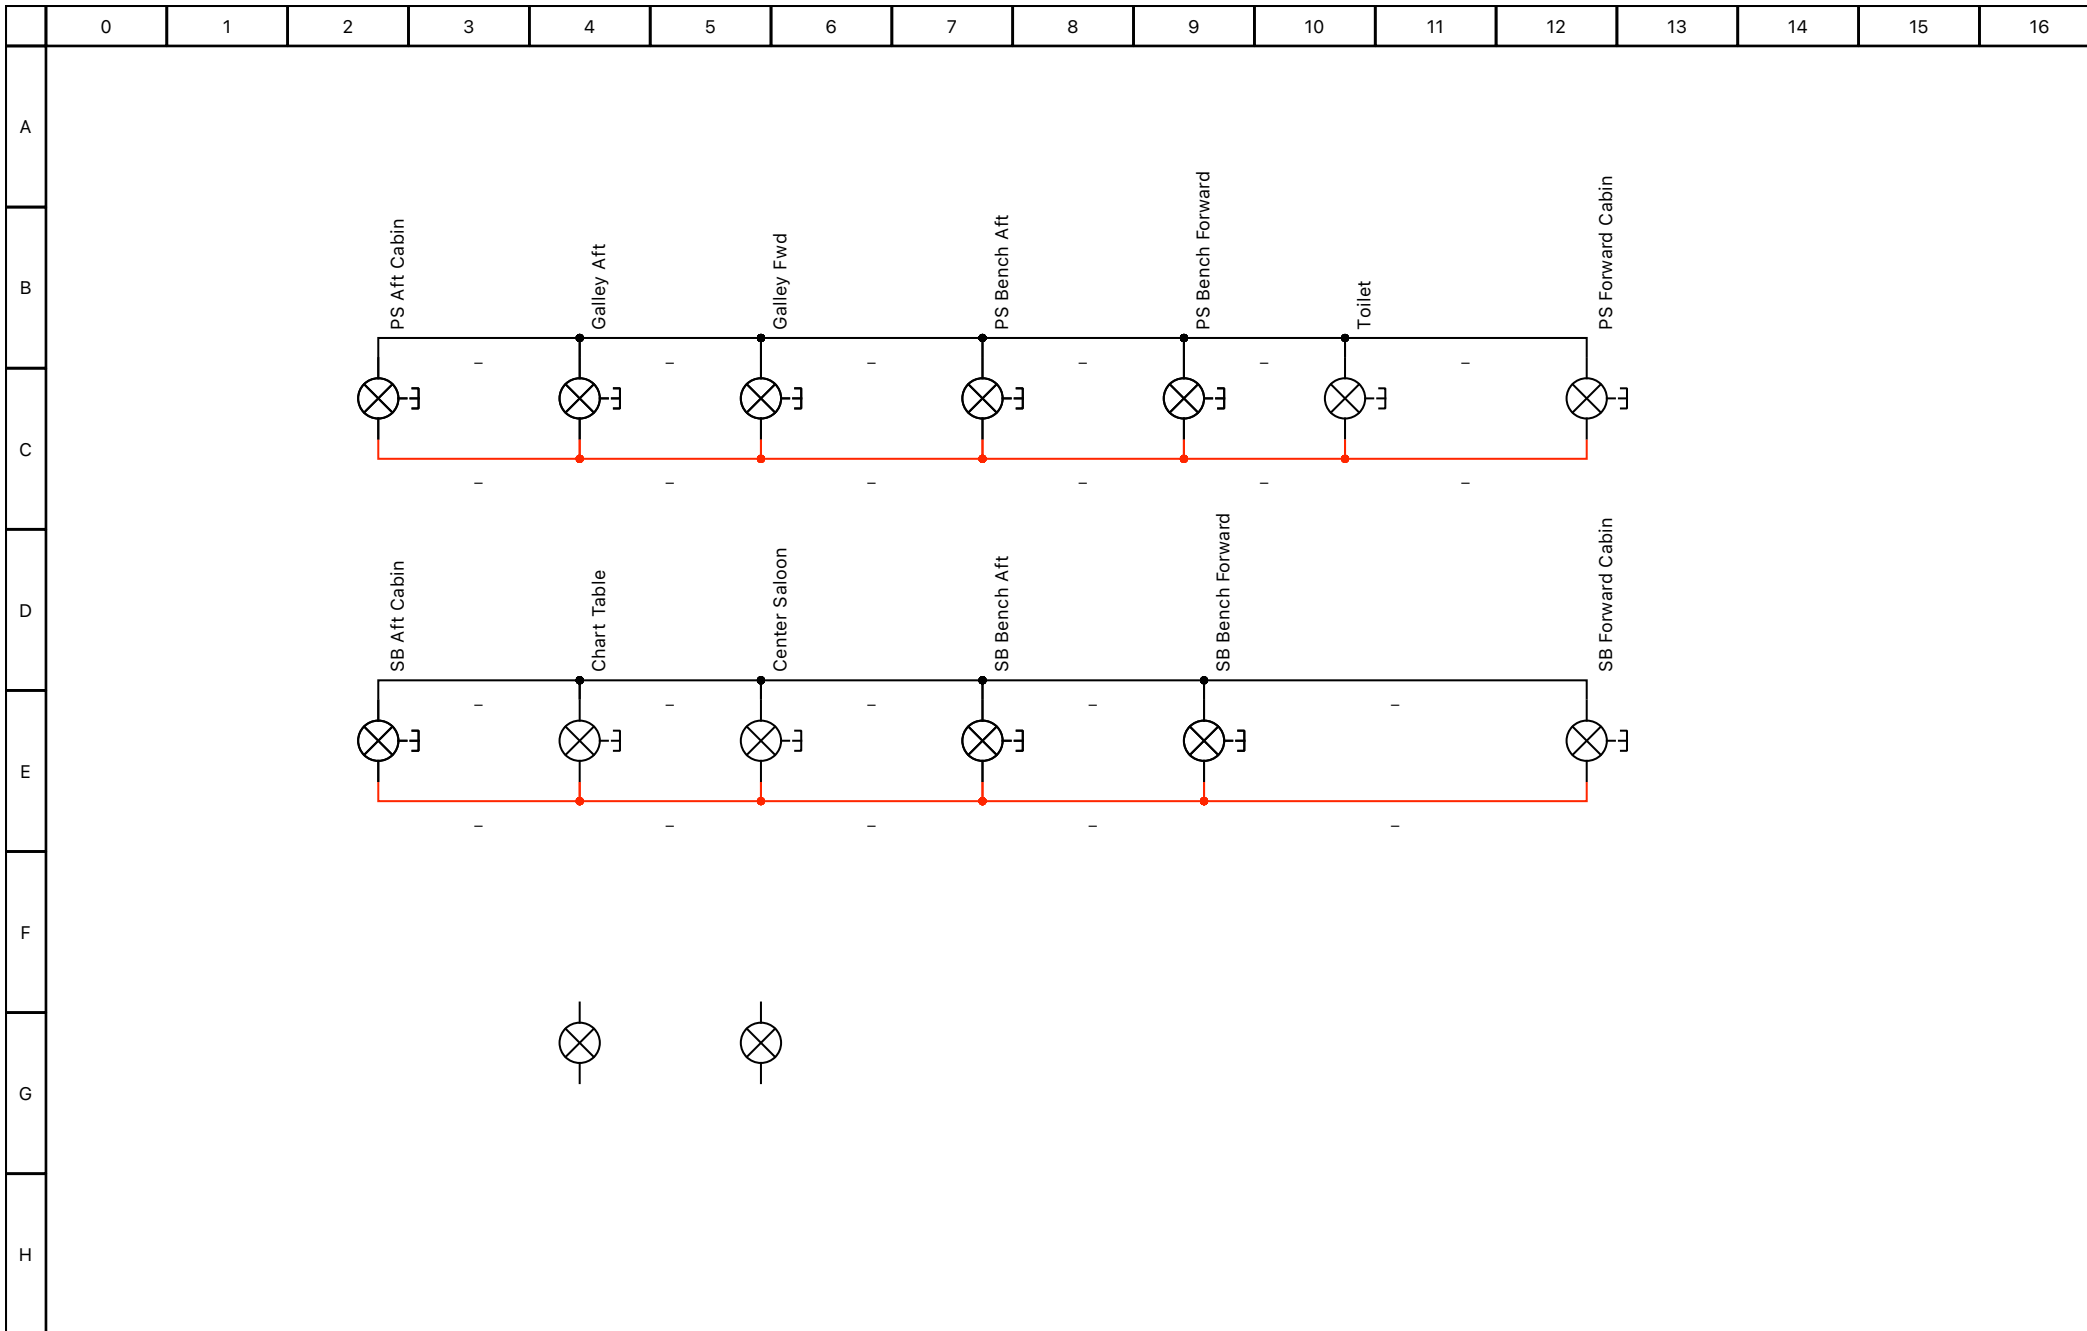 0 1 2 3 4 5 6 7 8 9 10 11 12 13 14 15 16
A
PS Aft Cabin
Galley Aft
Galley Fwd
PS Bench Aft
PS Bench Forward
Toilet
PS Forward Cabin
B
– – – – – –
C
– – – – – –
SB Aft Cabin
Chart Table
Center Saloon
SB Bench Aft
SB Bench Forward
SB Forward Cabin
D
– – – – –
E
– – – – –
F
G
H